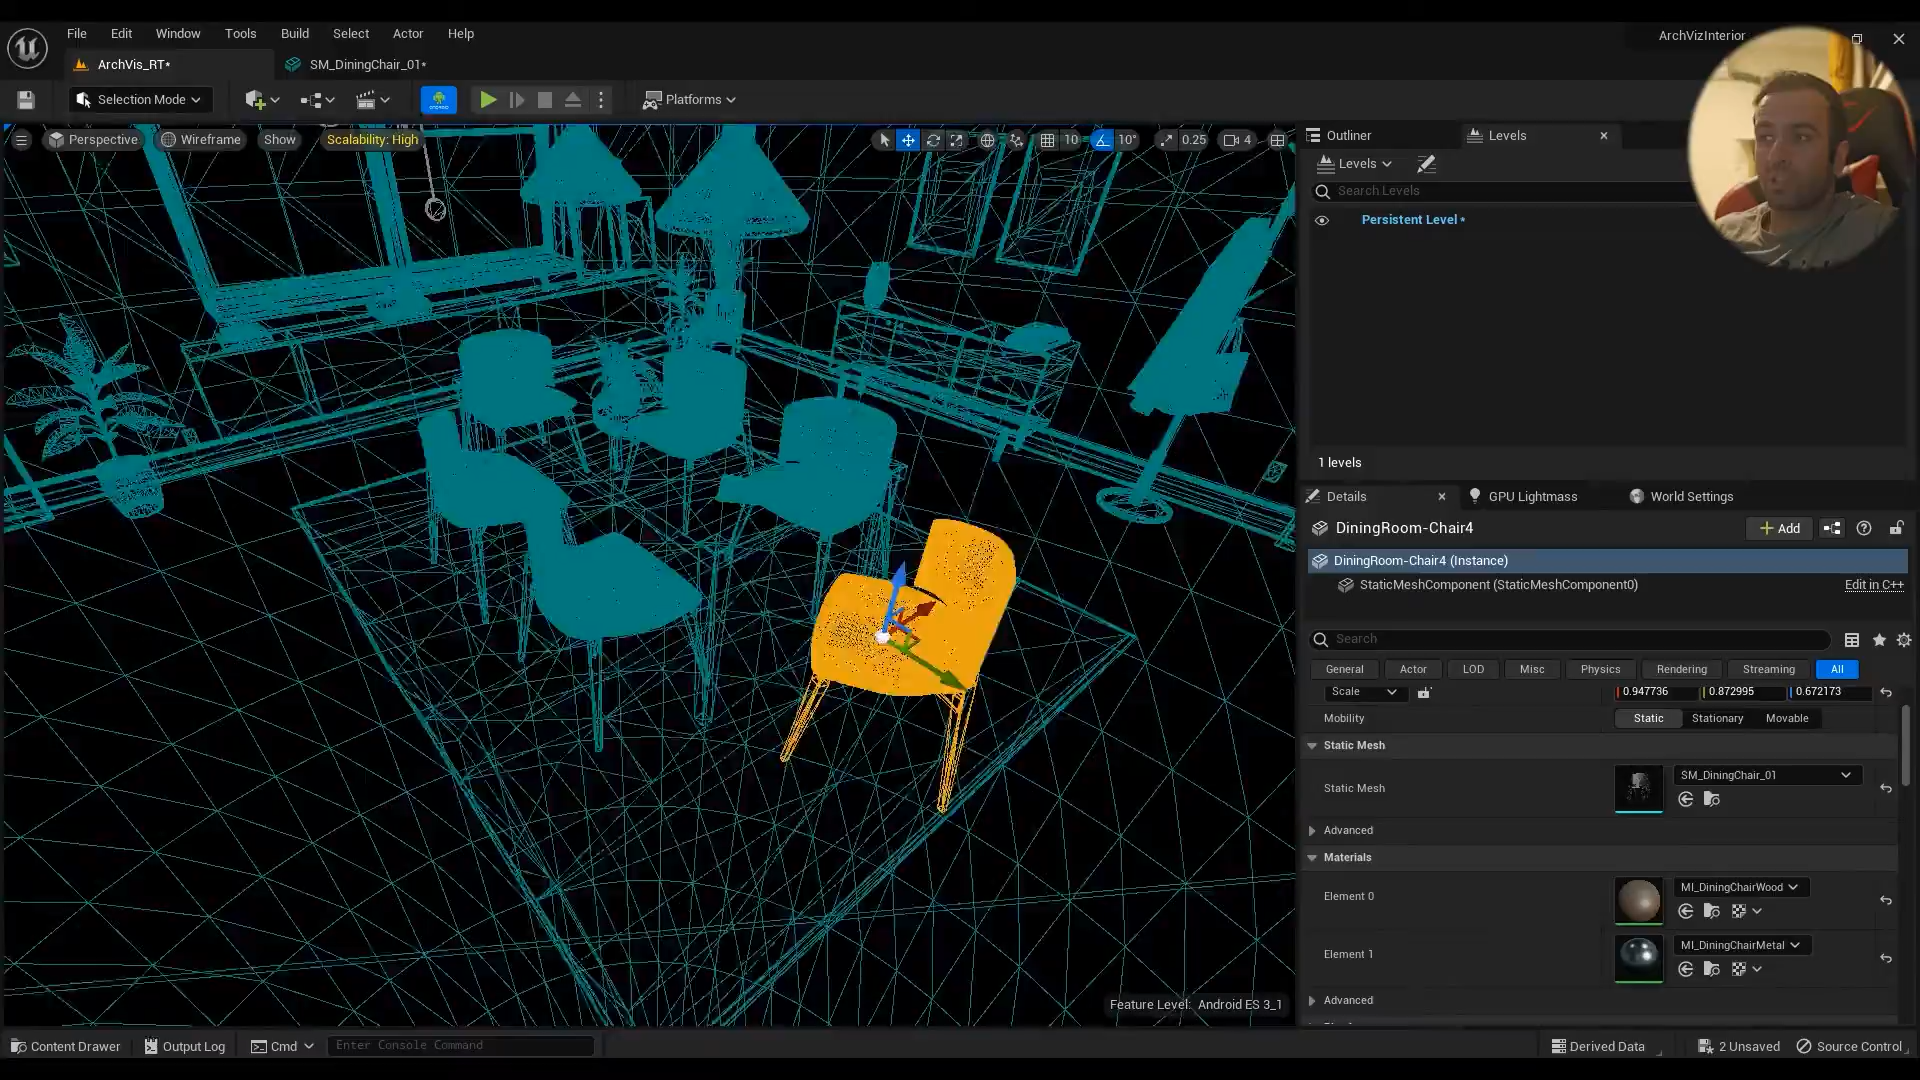 File Edit Window Tools Build Select Actor Help
ArchVizInterior
ArchVis_RT*
SM_DiningChair_01*
Selection Mode
Platforms
Perspective Wireframe Show Scalability: High
10 10° 0.25 4
Outliner
Levels
Levels
Search Levels
Persistent Level *
1 levels
Details
GPU Lightmass
World Settings
DiningRoom-Chair4
Add
DiningRoom-Chair4 (Instance)
StaticMeshComponent (StaticMeshComponent0)
Edit in C++
Search
General Actor LOD Misc Physics Rendering Streaming All
Scale 0.947736 0.872995 0.672173
Mobility Static Stationary Movable
Static Mesh
Static Mesh SM_DiningChair_01
Advanced
Materials
Element 0 MI_DiningChairWood
Element 1 MI_DiningChairMetal
Advanced
Feature Level: Android ES 3_1
Content Drawer Output Log Cmd Enter Console Command
Derived Data 2 Unsaved Source Control